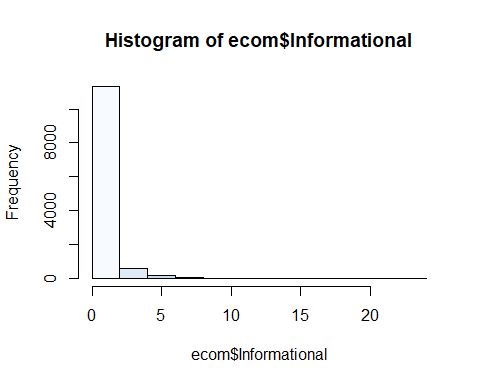 Histogram of ecom$Informational
Frequency
8000
4000
0
0 5 10 15 20
ecom$Informational